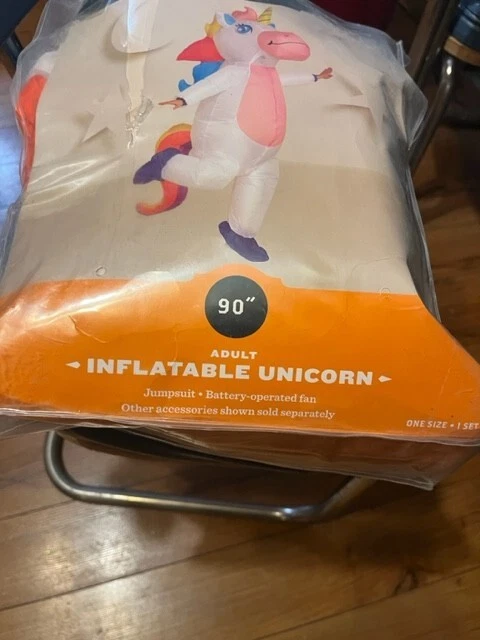 90"
ADULT
INFLATABLE UNICORN
Jumpsuit • Battery-operated fan
Other accessories shown sold separately
ONE SIZE • 1 SET